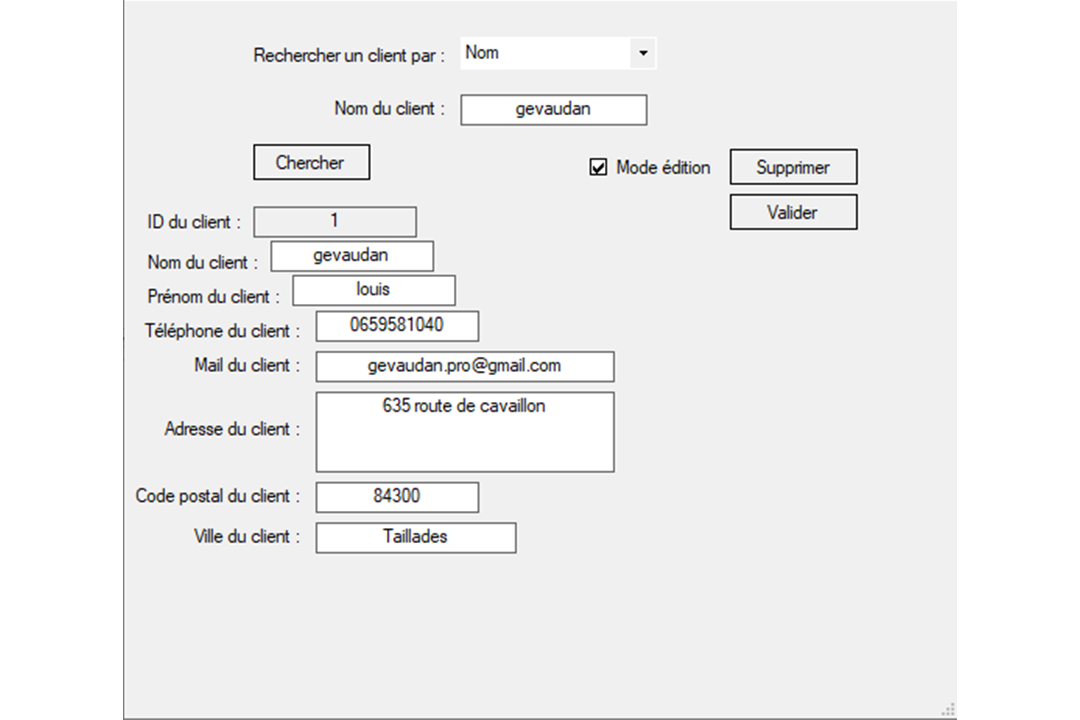 Rechercher un client par : Nom
Nom du client : gevaudan
Chercher
Mode édition
Supprimer
Valider
ID du client : 1
Nom du client : gevaudan
Prénom du client : louis
Téléphone du client : 0659581040
Mail du client : gevaudan.pro@gmail.com
Adresse du client : 635 route de cavaillon
Code postal du client : 84300
Ville du client : Taillades